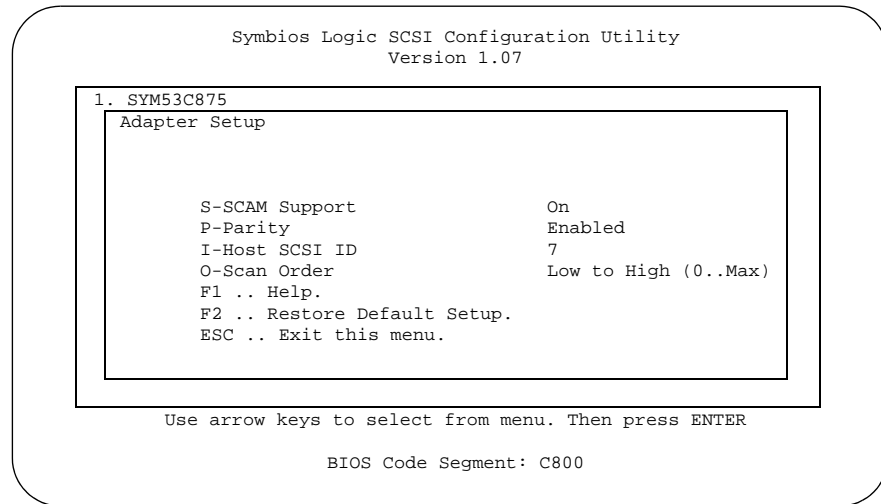 Symbios Logic SCSI Configuration Utility
Version 1.07
1. SYM53C875
Adapter Setup
S-SCAM Support On
P-Parity Enabled
I-Host SCSI ID 7
O-Scan Order Low to High (0..Max)
F1 .. Help.
F2 .. Restore Default Setup.
ESC .. Exit this menu.
Use arrow keys to select from menu. Then press ENTER
BIOS Code Segment: C800